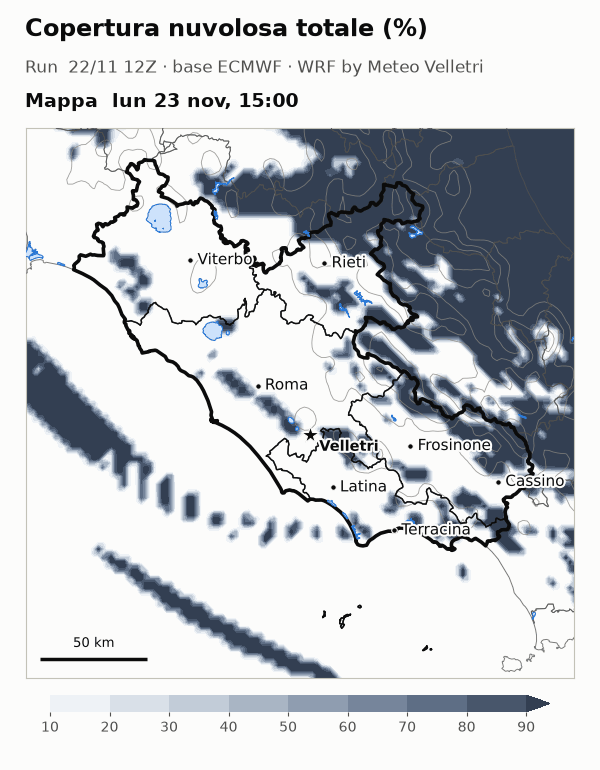 Copertura nuvolosa totale (%)
Run  22/11 12Z · base ECMWF · WRF by Meteo Velletri
Mappa  lun 23 nov, 15:00
Viterbo
Rieti
Roma
Velletri
Frosinone
Cassino
Latina
Terracina
50 km
10 20 30 40 50 60 70 80 90